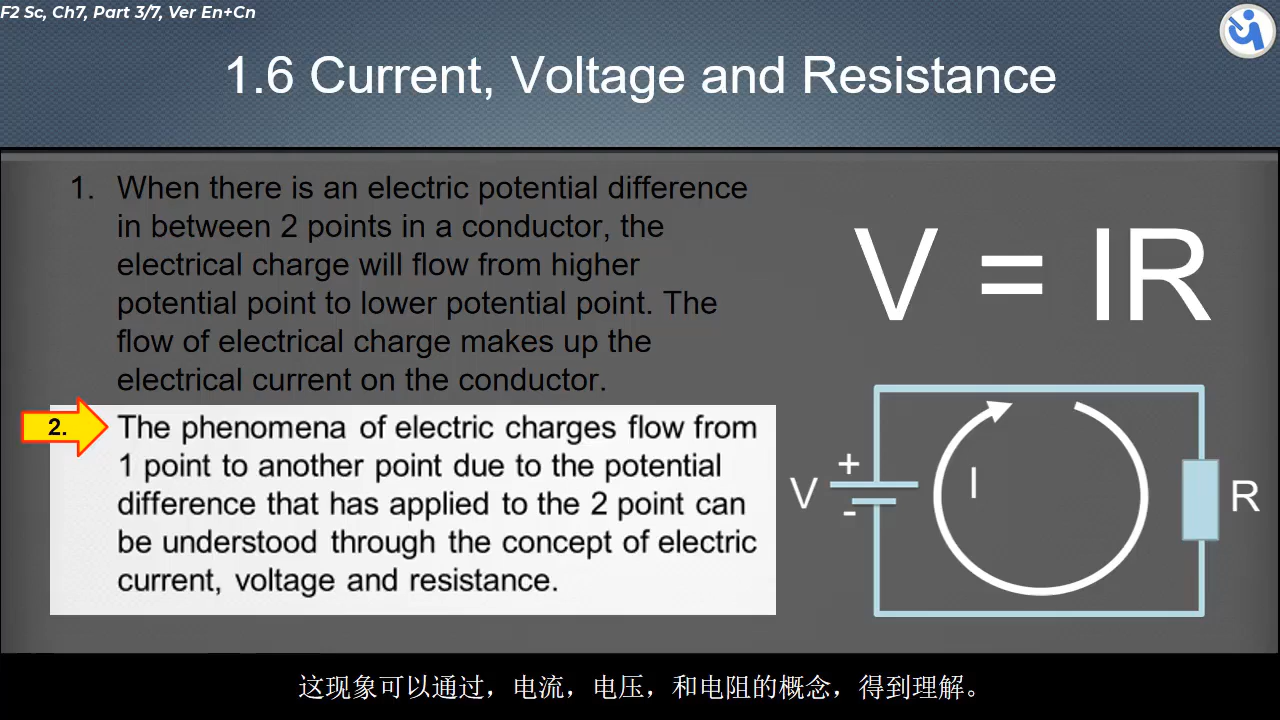 F2 Sc, Ch7, Part 3/7, Ver En+Cn
1.6 Current, Voltage and Resistance
1. When there is an electric potential difference
in between 2 points in a conductor, the
electrical charge will flow from higher
potential point to lower potential point. The
flow of electrical charge makes up the
electrical current on the conductor.
2. The phenomena of electric charges flow from
1 point to another point due to the potential
difference that has applied to the 2 point can
be understood through the concept of electric
current, voltage and resistance.
V = IR
+
V
-
I
R
这现象可以通过，电流，电压，和电阻的概念，得到理解。